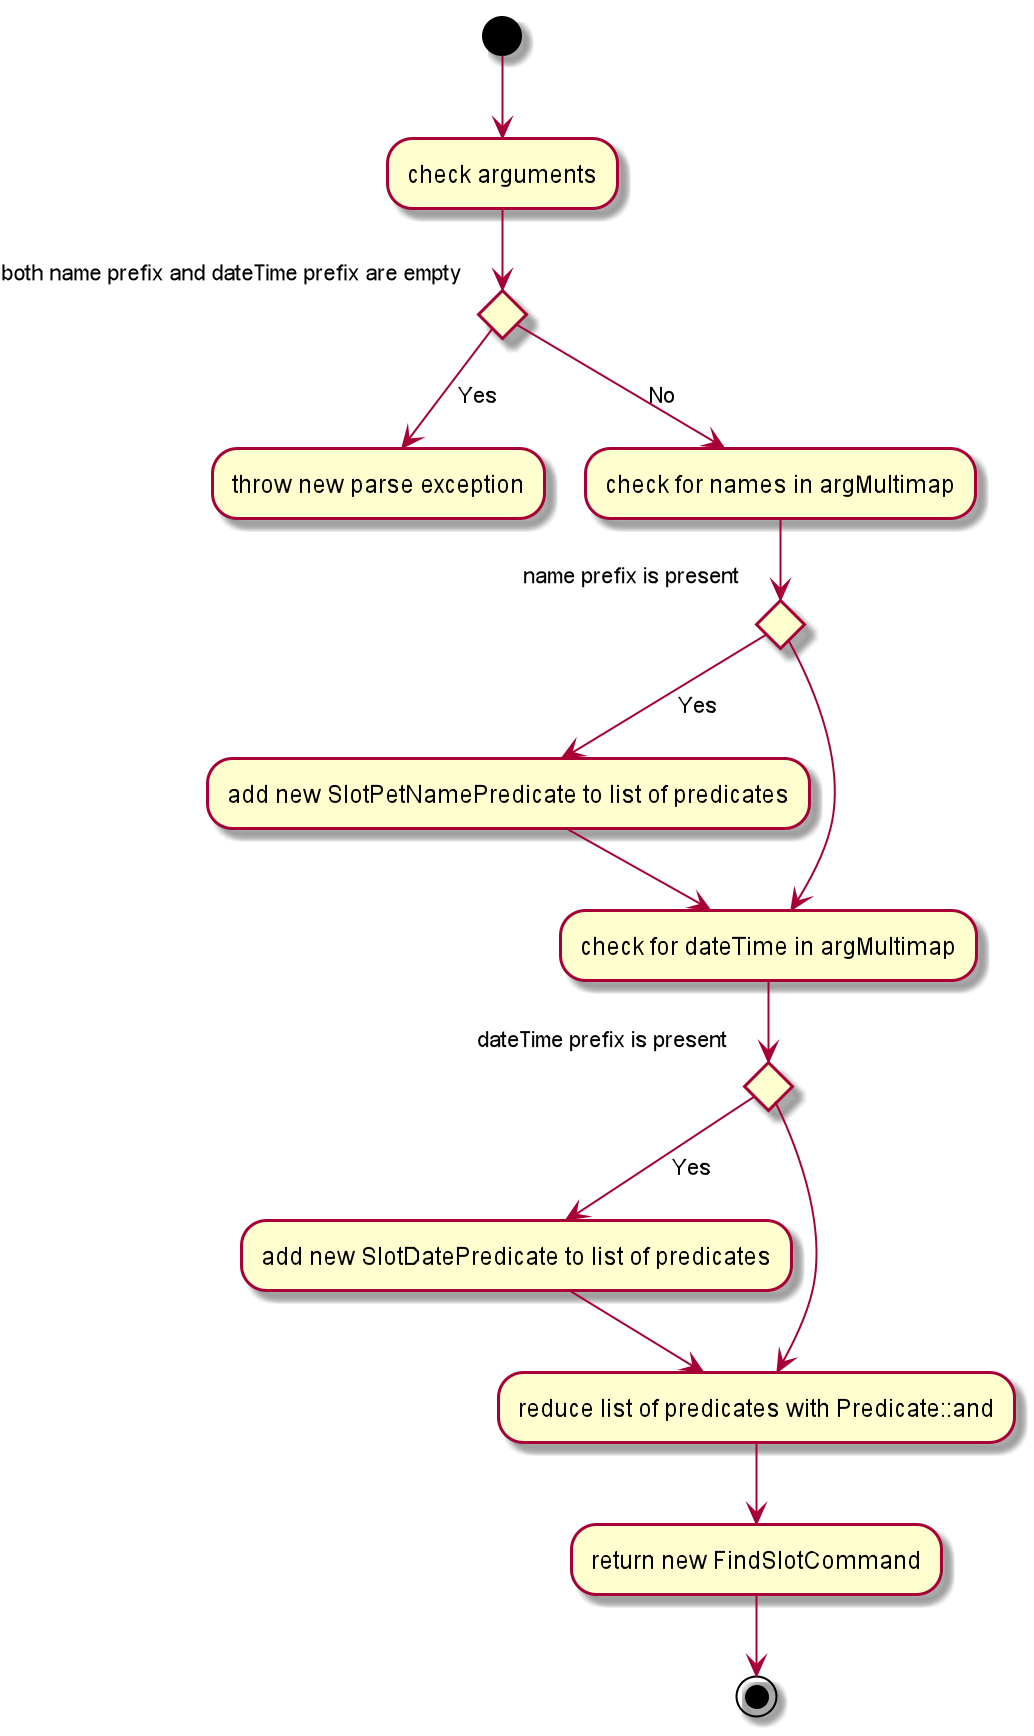 check arguments
both name prefix and dateTime prefix are empty
Yes
No
throw new parse exception
check for names in argMultimap
name prefix is present
Yes
add new SlotPetNamePredicate to list of predicates
check for dateTime in argMultimap
dateTime prefix is present
Yes
add new SlotDatePredicate to list of predicates
reduce list of predicates with Predicate::and
return new FindSlotCommand